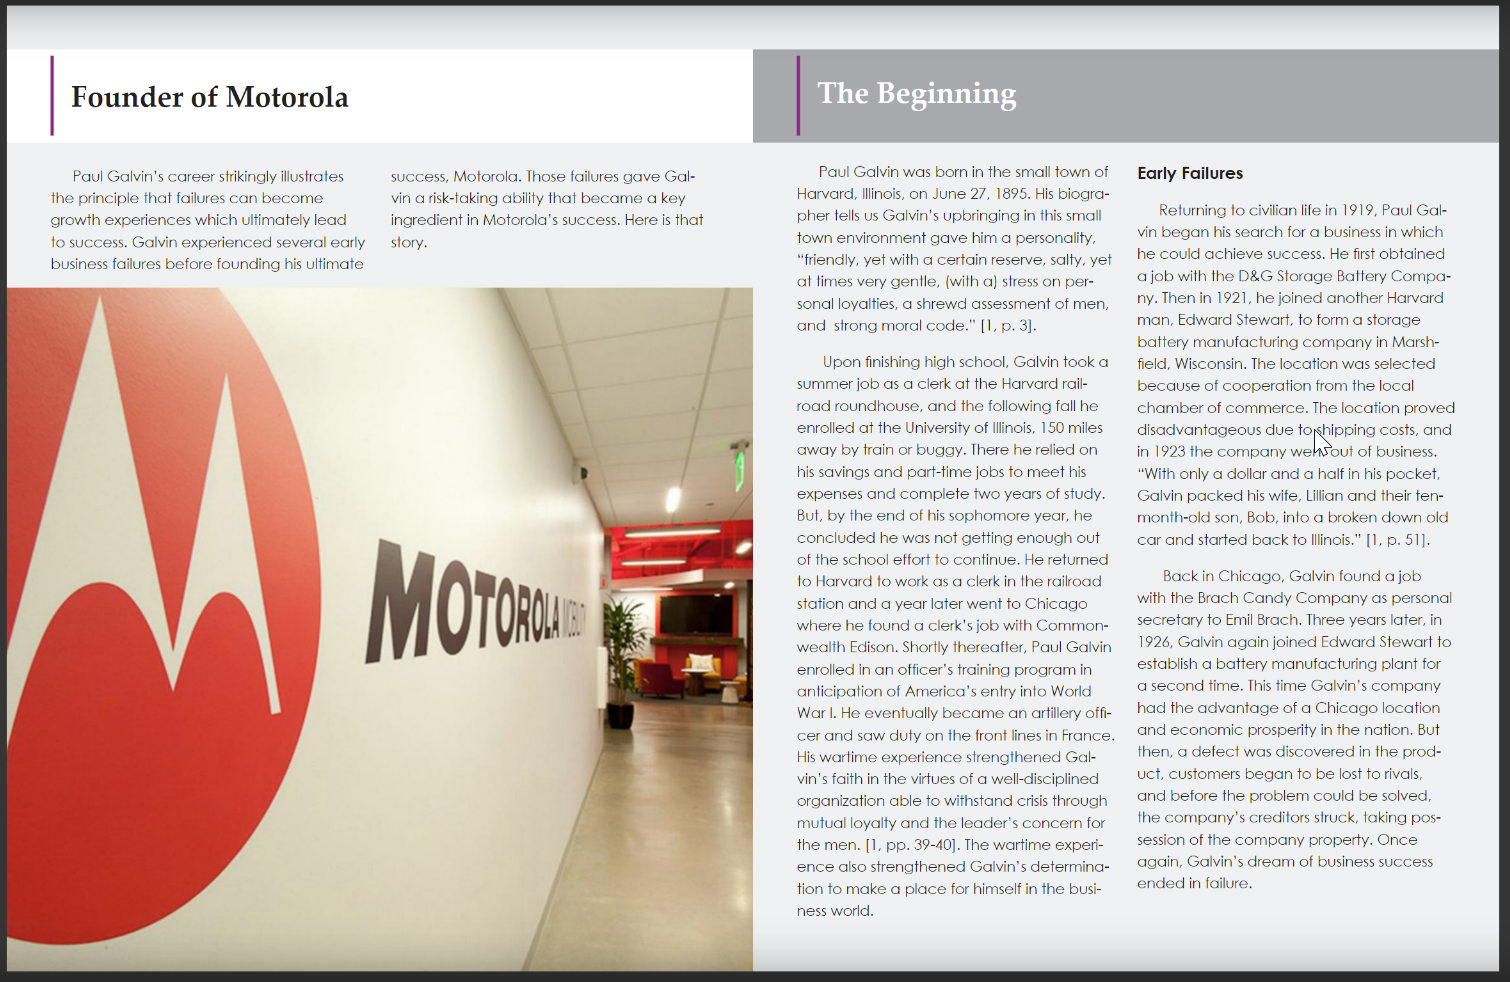 Founder of Motorola
Paul Galvin’s career strikingly illustrates
the principle that failures can become
growth experiences which ultimately lead
to success. Galvin experienced several early
business failures before founding his ultimate
success, Motorola. Those failures gave Gal-
vin a risk-taking ability that became a key
ingredient in Motorola’s success. Here is that
story.
MOTOROLA MOBILITY
The Beginning
Paul Galvin was born in the small town of
Harvard, Illinois, on June 27, 1895. His biogra-
pher tells us Galvin’s upbringing in this small
town environment gave him a personality,
“friendly, yet with a certain reserve, salty, yet
at times very gentle, (with a) stress on per-
sonal loyalties, a shrewd assessment of men,
and  strong moral code.” [1, p. 3].
Upon finishing high school, Galvin took a
summer job as a clerk at the Harvard rail-
road roundhouse, and the following fall he
enrolled at the University of Illinois, 150 miles
away by train or buggy. There he relied on
his savings and part-time jobs to meet his
expenses and complete two years of study.
But, by the end of his sophomore year, he
concluded he was not getting enough out
of the school effort to continue. He returned
to Harvard to work as a clerk in the railroad
station and a year later went to Chicago
where he found a clerk’s job with Common-
wealth Edison. Shortly thereafter, Paul Galvin
enrolled in an officer’s training program in
anticipation of America’s entry into World
War I. He eventually became an artillery offi-
cer and saw duty on the front lines in France.
His wartime experience strengthened Gal-
vin’s faith in the virtues of a well-disciplined
organization able to withstand crisis through
mutual loyalty and the leader’s concern for
the men. [1, pp. 39-40]. The wartime experi-
ence also strengthened Galvin’s determina-
tion to make a place for himself in the busi-
ness world.
Early Failures
Returning to civilian life in 1919, Paul Gal-
vin began his search for a business in which
he could achieve success. He first obtained
a job with the D&G Storage Battery Compa-
ny. Then in 1921, he joined another Harvard
man, Edward Stewart, to form a storage
battery manufacturing company in Marsh-
field, Wisconsin. The location was selected
because of cooperation from the local
chamber of commerce. The location proved
disadvantageous due to shipping costs, and
in 1923 the company went out of business.
“With only a dollar and a half in his pocket,
Galvin packed his wife, Lillian and their ten-
month-old son, Bob, into a broken down old
car and started back to Illinois.” [1, p. 51].
Back in Chicago, Galvin found a job
with the Brach Candy Company as personal
secretary to Emil Brach. Three years later, in
1926, Galvin again joined Edward Stewart to
establish a battery manufacturing plant for
a second time. This time Galvin’s company
had the advantage of a Chicago location
and economic prosperity in the nation. But
then, a defect was discovered in the prod-
uct, customers began to be lost to rivals,
and before the problem could be solved,
the company’s creditors struck, taking pos-
session of the company property. Once
again, Galvin’s dream of business success
ended in failure.